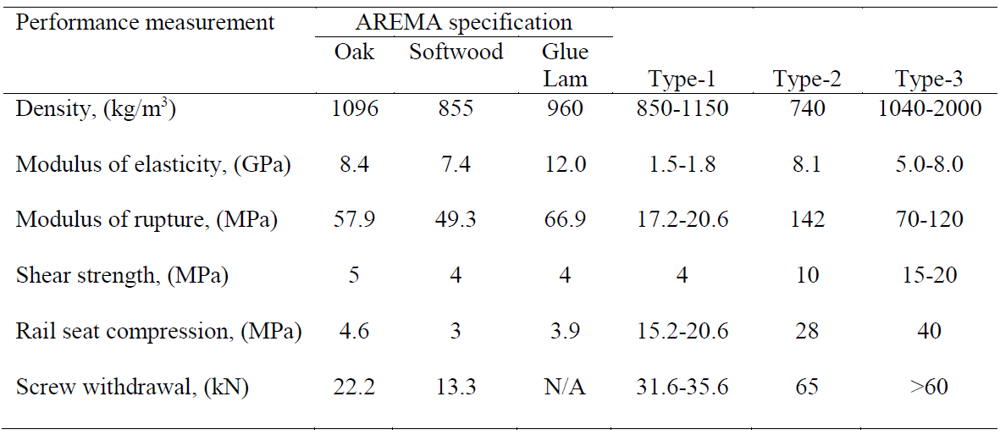 Performance measurement AREMA specification
Oak Softwood Glue
Lam Type-1 Type-2 Type-3
Density, (kg/m³) 1096 855 960 850-1150 740 1040-2000
Modulus of elasticity, (GPa) 8.4 7.4 12.0 1.5-1.8 8.1 5.0-8.0
Modulus of rupture, (MPa) 57.9 49.3 66.9 17.2-20.6 142 70-120
Shear strength, (MPa) 5 4 4 4 10 15-20
Rail seat compression, (MPa) 4.6 3 3.9 15.2-20.6 28 40
Screw withdrawal, (kN) 22.2 13.3 N/A 31.6-35.6 65 >60